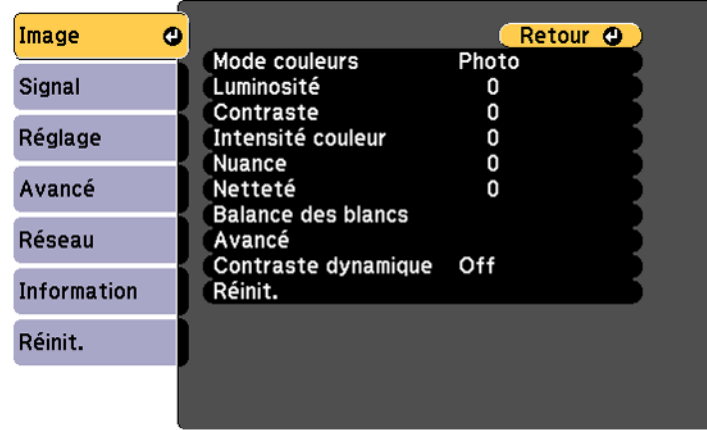 Image
Signal
Réglage
Avancé
Réseau
Information
Réinit.
Retour
Mode couleurs Photo
Luminosité 0
Contraste 0
Intensité couleur 0
Nuance 0
Netteté 0
Balance des blancs
Avancé
Contraste dynamique Off
Réinit.